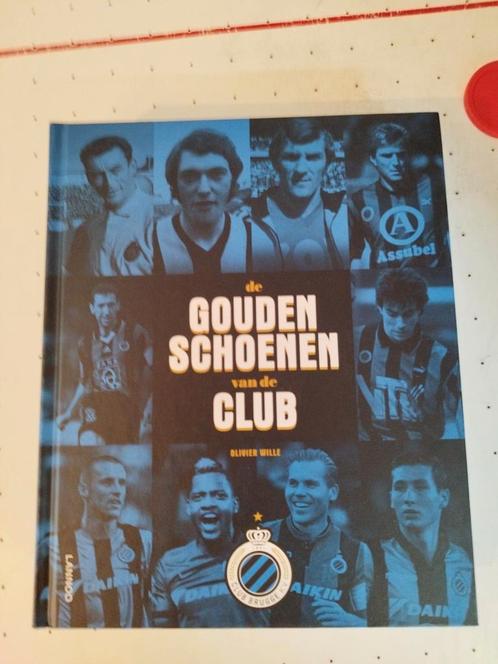 Assubel
de
GOUDEN
SCHOENEN
van de
CLUB
OLIVIER WILLE
LANNOO
DAIKIN
DAIKIN
CLUB BRUGGE K.V.